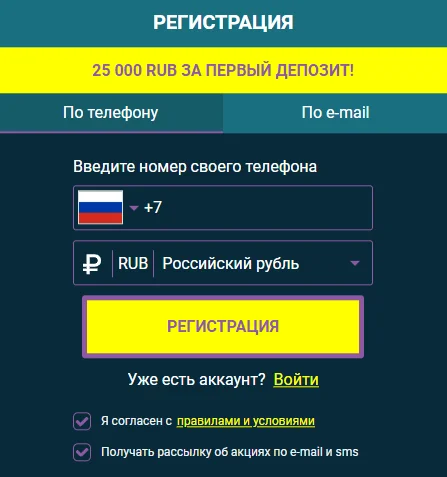 РЕГИСТРАЦИЯ
25 000 RUB ЗА ПЕРВЫЙ ДЕПОЗИТ!
По телефону По e-mail
Введите номер своего телефона
+7
₽ RUB Российский рубль
РЕГИСТРАЦИЯ
Уже есть аккаунт? Войти
Я согласен с правилами и условиями
Получать рассылку об акциях по e-mail и sms